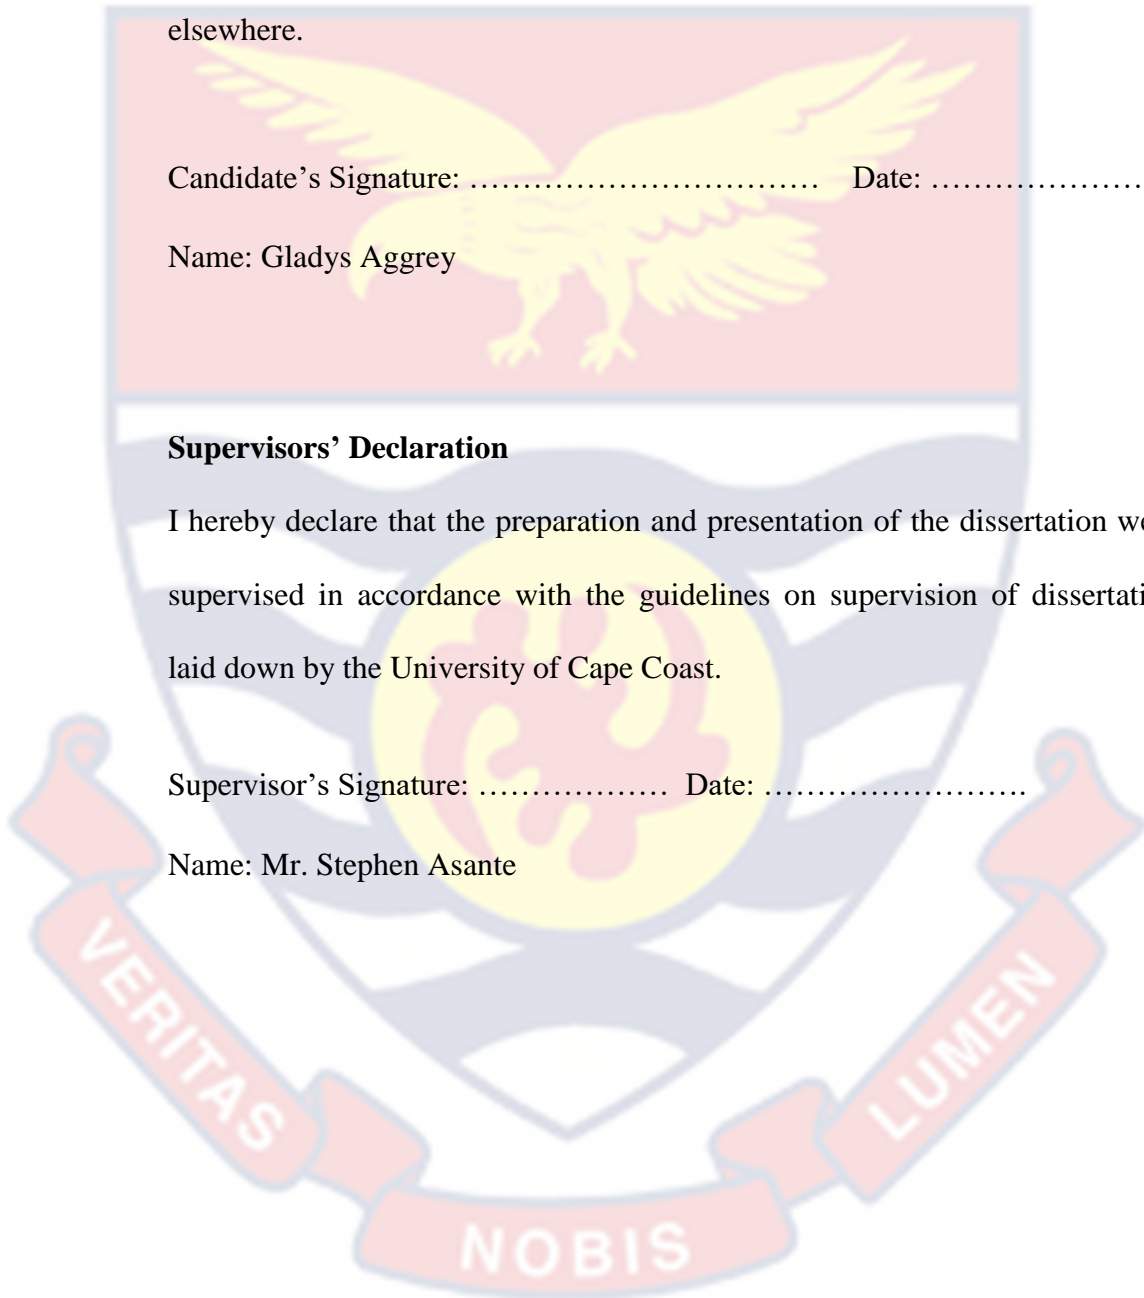 elsewhere.
Candidate’s Signature: …………………………… Date: …………………
Name: Gladys Aggrey
Supervisors’ Declaration
I hereby declare that the preparation and presentation of the dissertation
supervised in accordance with the guidelines on supervision of
laid down by the University of Cape Coast.
Supervisor’s Signature: ……………… Date: …………………….
Name: Mr. Stephen Asante
VERITAS
NOBIS
LUMEN